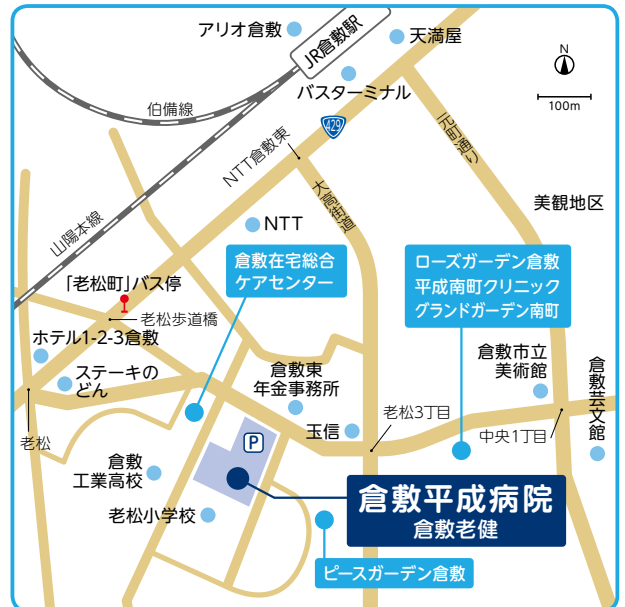 アリオ倉敷
JR倉敷駅
天満屋
N
100m
バスターミナル
伯備線
429
NTT倉敷東
元町通り
大高街道
美観地区
山陽本線
NTT
倉敷在宅総合
ケアセンター
ローズガーデン倉敷
平成南町クリニック
グランドガーデン南町
「老松町」バス停
老松歩道橋
ホテル1-2-3倉敷
ステーキの
どん
倉敷東
年金事務所
倉敷市立
美術館
倉敷芸文館
老松
P
玉信
老松3丁目
中央1丁目
倉敷
工業高校
倉敷平成病院
倉敷老健
老松小学校
ピースガーデン倉敷